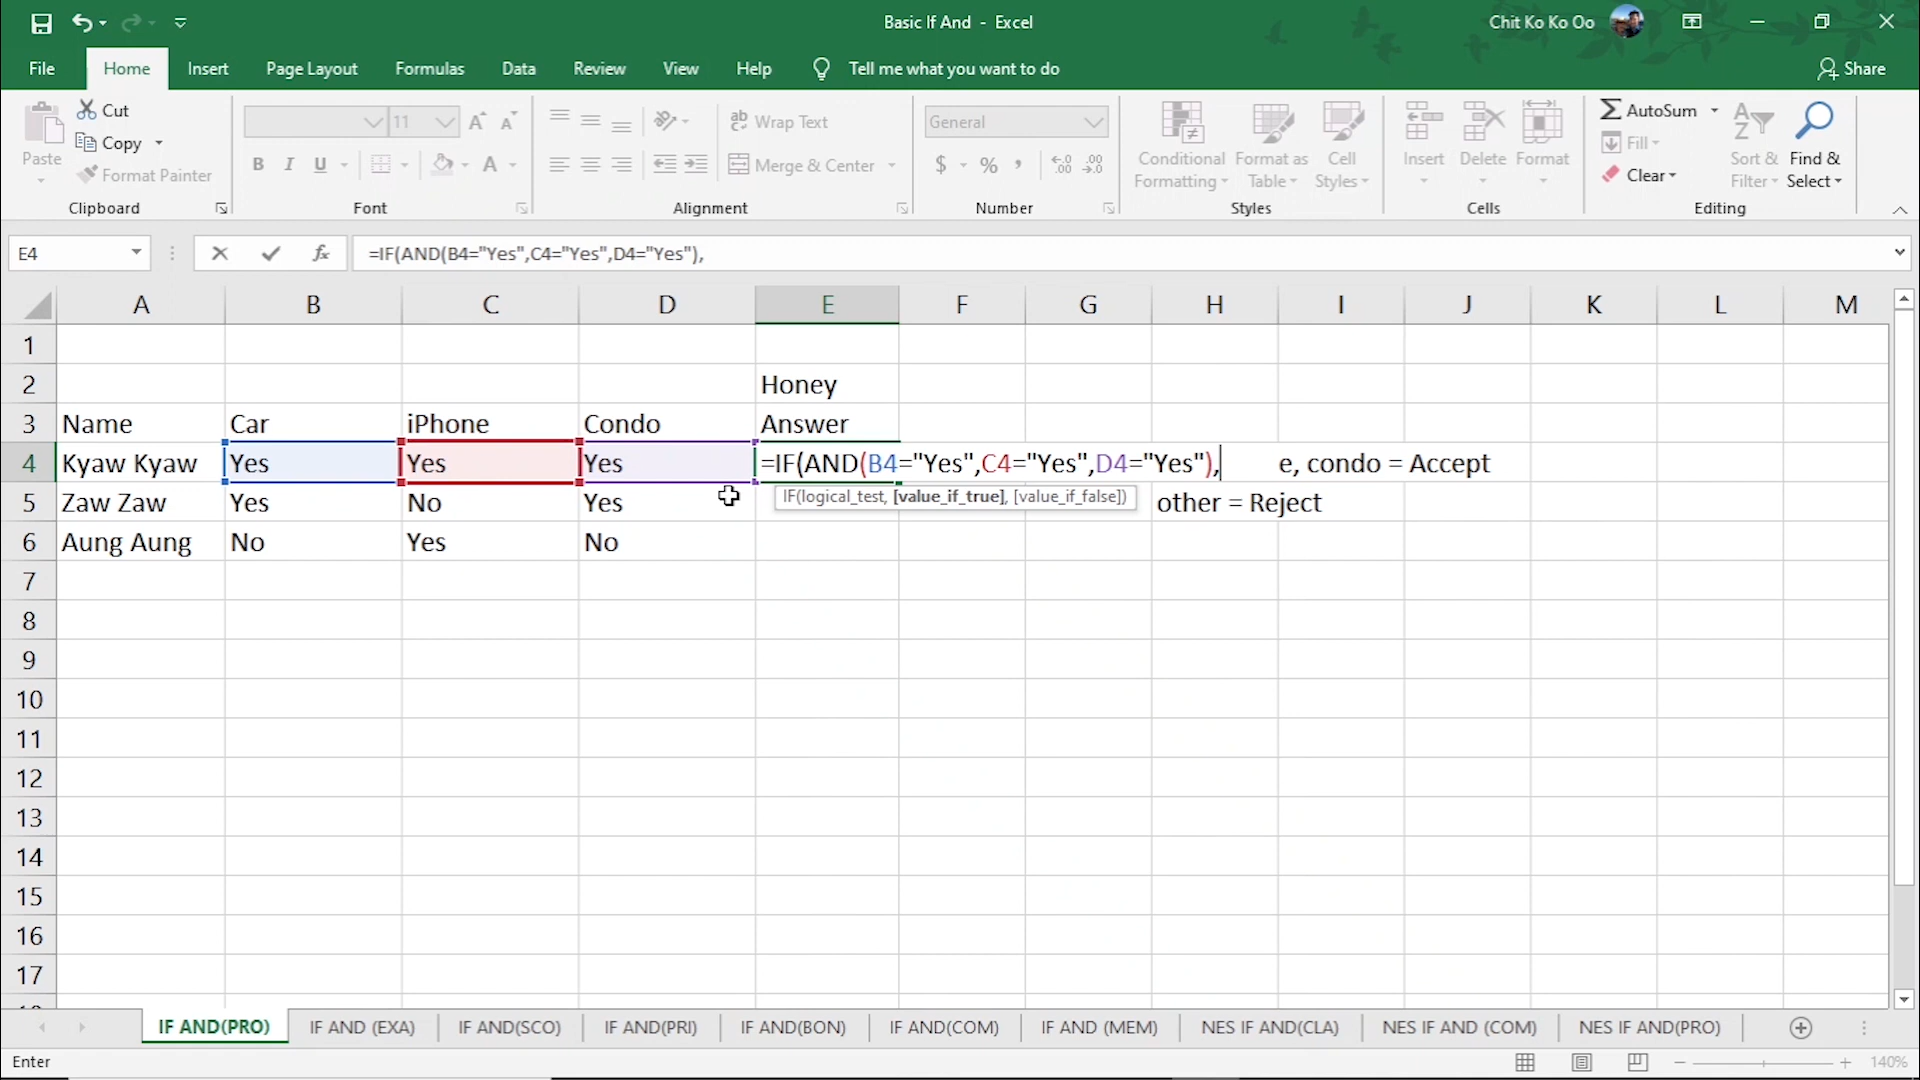 Basic If And - Excel
Chit Ko Ko Oo
File Home Insert Page Layout Formulas Data Review View Help Tell me what you want to do Share
Paste
Cut
Copy
Format Painter
Clipboard
11
B I U
Font
Wrap Text
Merge & Center
Alignment
General
$ % ,
Number
Conditional Formatting
Format as Table
Cell Styles
Styles
Insert
Delete
Format
Cells
AutoSum
Fill
Clear
Sort & Filter
Find & Select
Editing
E4
fx
=IF(AND(B4="Yes",C4="Yes",D4="Yes"),
A B C D E F G H I J K L M
1
2 Honey
3 Name Car iPhone Condo Answer
4 Kyaw Kyaw Yes Yes Yes =IF(AND(B4="Yes",C4="Yes",D4="Yes"), e, condo = Accept
IF(logical_test, [value_if_true], [value_if_false])
5 Zaw Zaw Yes No Yes other = Reject
6 Aung Aung No Yes No
7
8
9
10
11
12
13
14
15
16
17
IF AND(PRO) IF AND (EXA) IF AND(SCO) IF AND(PRI) IF AND(BON) IF AND(COM) IF AND (MEM) NES IF AND(CLA) NES IF AND (COM) NES IF AND(PRO)
Enter
140%